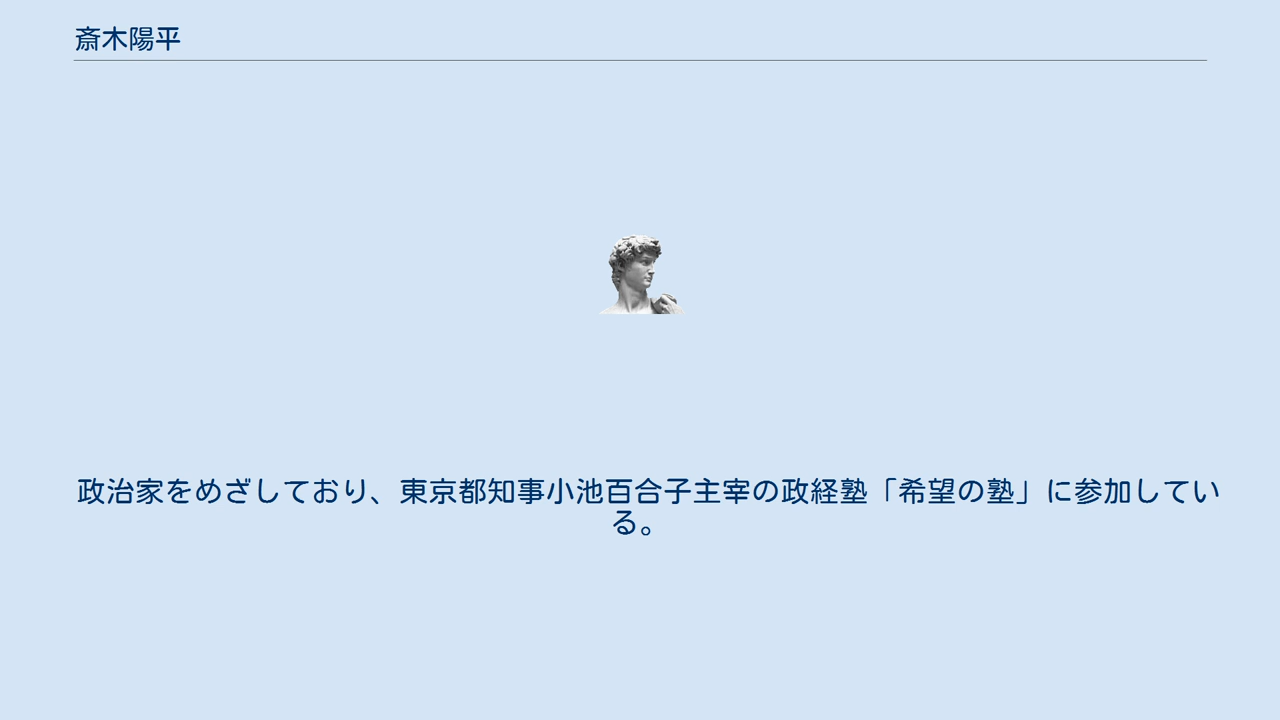 斎木陽平
政治家をめざしており、東京都知事小池百合子主宰の政経塾「希望の塾」に参加してい
る。